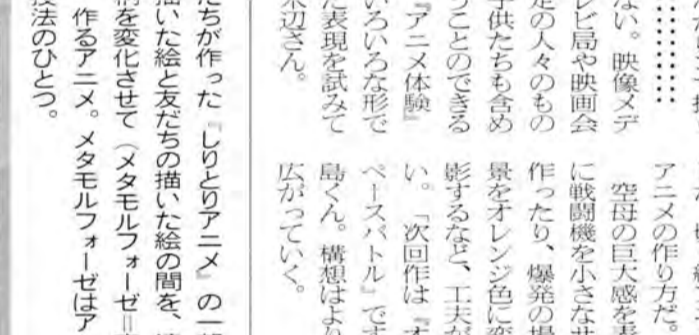 ない。映像メデ
レビ局や映画会
定の人々のもの
子供たちも含め
うことのできる
『アニメ体験』
いろいろな形で
た表現を試みて
木辺さん。
アニメの作り方だ。
空母の巨大感を
に戦闘機を小さなサ
作ったり、爆発の場
景をオレンジ色に変
影するなど、工夫が
い。「次回作は『オ
ペースバトル』です
島くん。構想はより
広がっていく。
たちが作った『しりとりアニメ』の一
描いた絵と友だちの描いた絵の間を、
柄を変化させて（メタモルフォーゼ＝
作るアニメ。メタモルフォーゼはア
技法のひとつ。